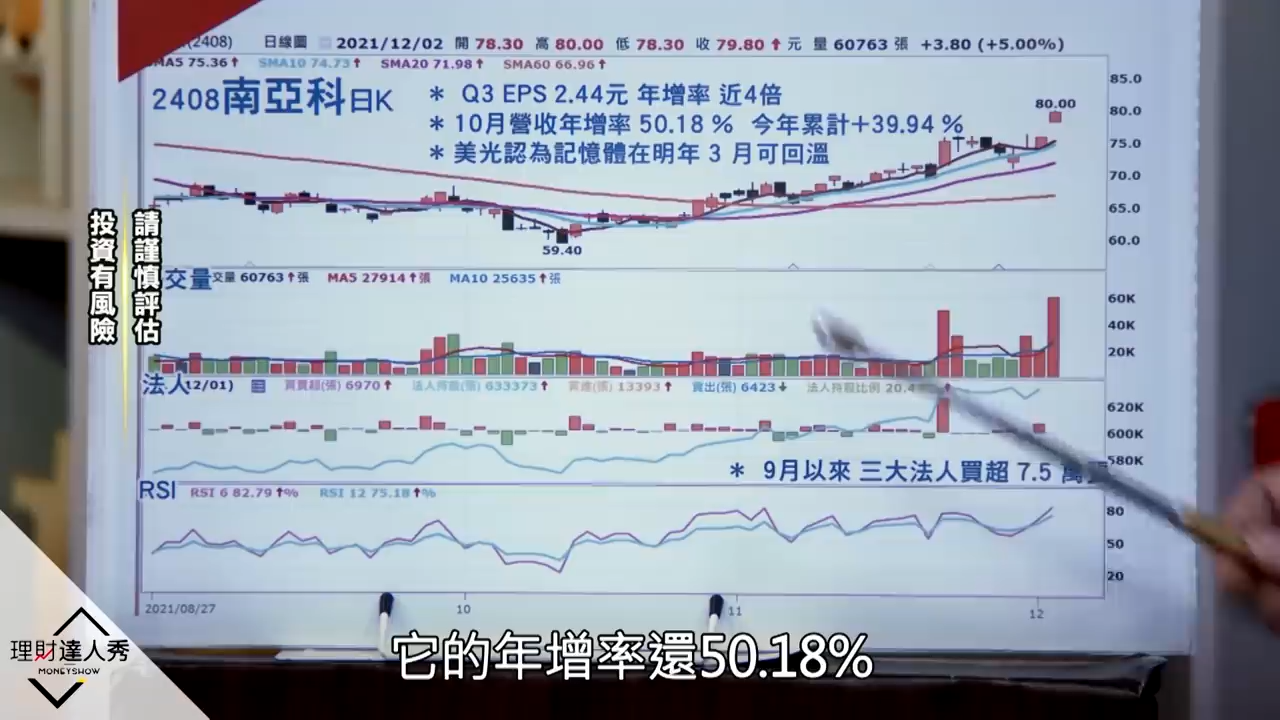 (2408) 日線圖 2021/12/02 開 78.30 高 80.00 低 78.30 收 79.80 ↑ 元 量 60763 張 +3.80 (+5.00%)
MA5 75.36↑ SMA10 74.73↑ SMA20 71.98↑ SMA60 66.96↑
2408南亞科日K
* Q3 EPS 2.44元 年增率 近4倍
* 10月營收年增率 50.18 % 今年累計+39.94 %
* 美光認為記憶體在明年 3 月可回溫
80.00
59.40
85.0
80.0
75.0
70.0
65.0
60.0
請謹慎評估
投資有風險
交量 交量 60763↑張 MA5 27914↑張 MA10 25635↑張
60K
40K
20K
法人 12/01) 買賣超(張) 6970↑ 法人持股(張) 633373↑ 買進(張) 13393↑ 賣出(張) 6423↓ 法人持股比例 20.4
620K
600K
580K
* 9月以來 三大法人買超 7.5 萬
RSI RSI 6 82.79↑% RSI 12 75.18↑%
80
50
20
2021/08/27 10 11 12
理財達人秀
MONEYSHOW
它的年增率還50.18%